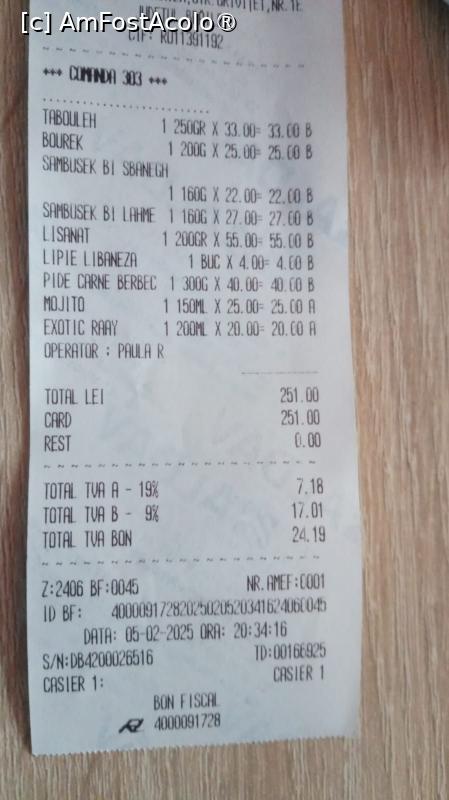 [c] AmFostAcolo®
CIF: RO11391192
*** COMANDA 303 ***
TABOULEH 1 250GR X 33.00= 33.00 B
BOUREK 1 200G X 25.00= 25.00 B
SAMBUSEK BI SBANEGH
1 160G X 22.00= 22.00 B
SAMBUSEK BI LAHME 1 160G X 27.00= 27.00 B
LISANAT 1 200GR X 55.00= 55.00 B
LIPIE LIBANEZA 1 BUC X 4.00= 4.00 B
PIDE CARNE BERBEC 1 300G X 40.00= 40.00 B
MOJITO 1 150ML X 25.00= 25.00 A
EXOTIC RAAY 1 200ML X 20.00= 20.00 A
OPERATOR : PAULA R
TOTAL LEI 251.00
CARD 251.00
REST 0.00
TOTAL TVA A - 19% 7.18
TOTAL TVA B - 9% 17.01
TOTAL TVA BON 24.19
Z:2406 BF:0045 NR.AMEF:0001
ID BF: 40000917282025020520341624060045
DATA: 05-02-2025 ORA: 20:34:16
S/N:DB4200026516 TD:00166925
CASIER 1: CASIER 1
BON FISCAL
4000091728